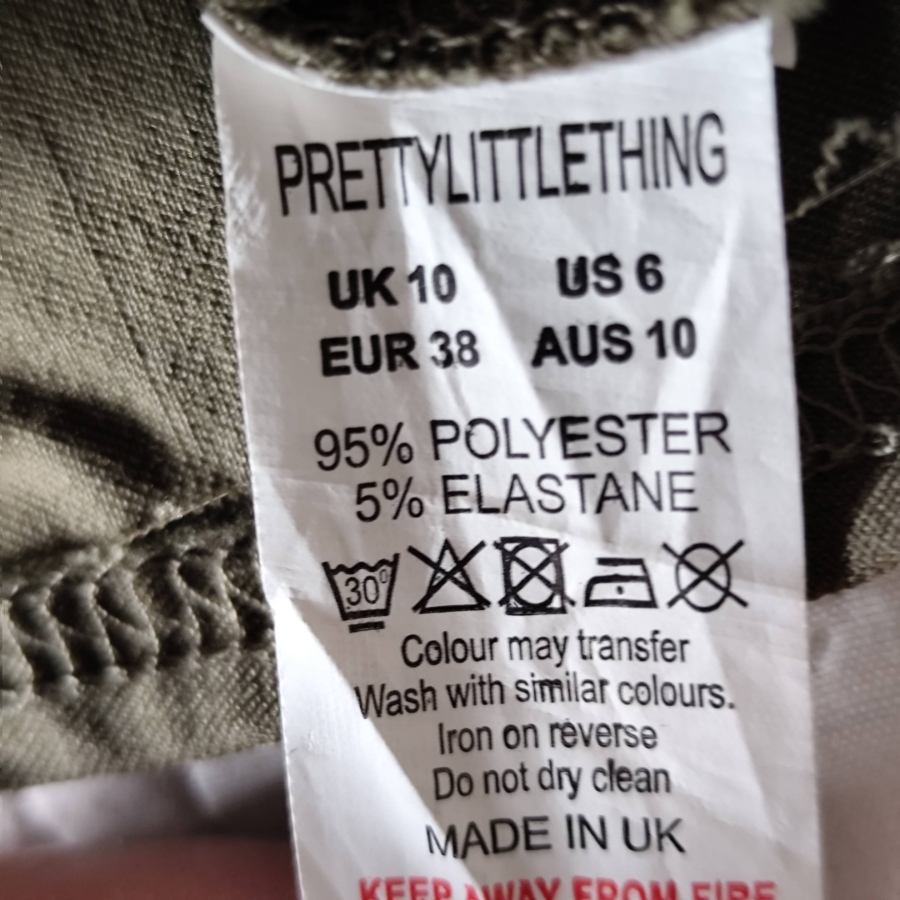 PRETTYLITTLETHING
UK 10 US 6
EUR 38 AUS 10
95% POLYESTER
5% ELASTANE
30°
Colour may transfer
Wash with similar colours.
Iron on reverse
Do not dry clean
MADE IN UK
KEEP AWAY FROM FIRE